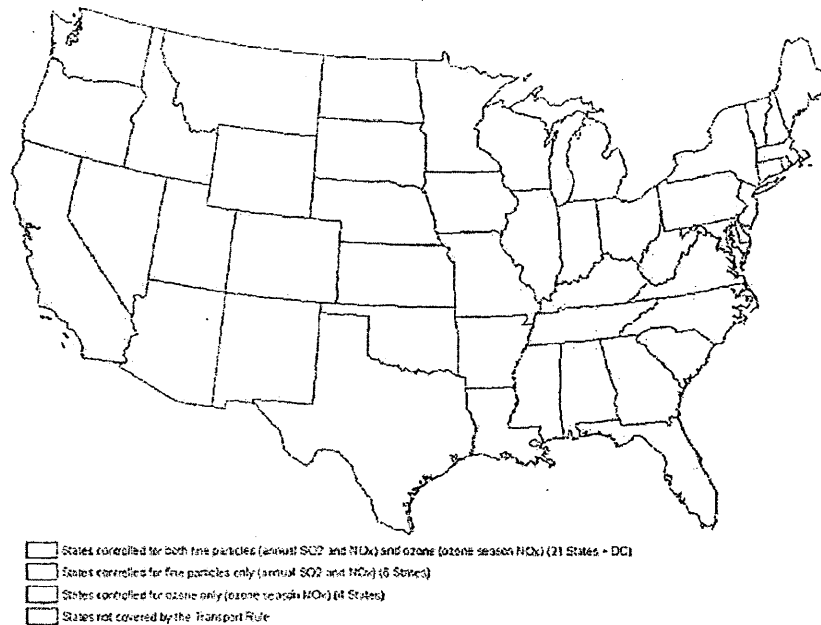 States controlled for both fine particles (annual SO2 and NOx) and ozone (ozone season NOx) (21 States + DC)
States controlled for fine particles only (annual SO2 and NOx) (6 States)
States controlled for ozone only (ozone season NOx) (4 States)
States not covered by the Transport Rule